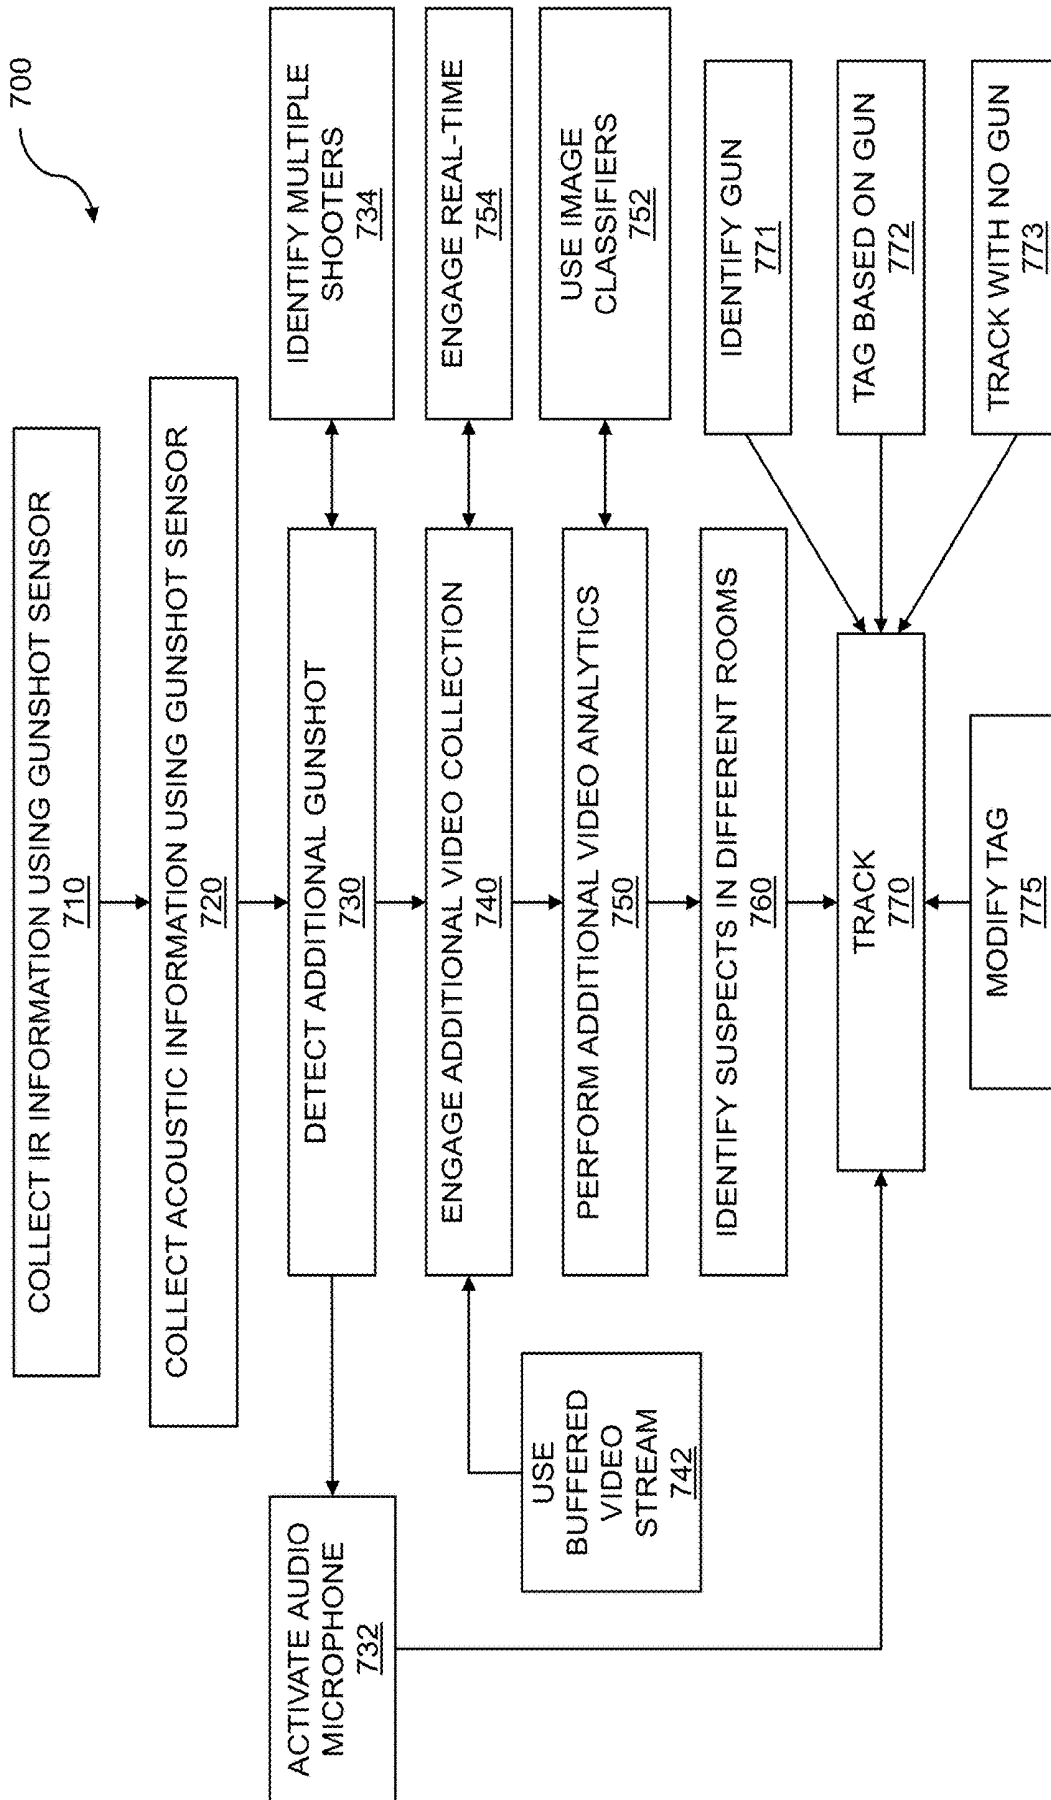 700
COLLECT IR INFORMATION USING GUNSHOT SENSOR
710
COLLECT ACOUSTIC INFORMATION USING GUNSHOT SENSOR
720
ACTIVATE AUDIO
MICROPHONE
732
DETECT ADDITIONAL GUNSHOT
730
IDENTIFY MULTIPLE
SHOOTERS
734
USE
BUFFERED
VIDEO
STREAM
742
ENGAGE ADDITIONAL VIDEO COLLECTION
740
ENGAGE REAL-TIME
754
PERFORM ADDITIONAL VIDEO ANALYTICS
750
USE IMAGE
CLASSIFIERS
752
IDENTIFY SUSPECTS IN DIFFERENT ROOMS
760
IDENTIFY GUN
771
TRACK
770
TAG BASED ON GUN
772
MODIFY TAG
775
TRACK WITH NO GUN
773